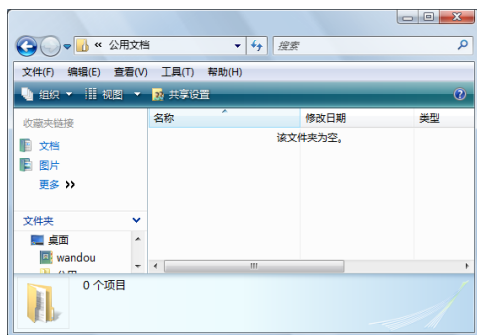 « 公用文档
搜索
文件(F) 编辑(E) 查看(V) 工具(T) 帮助(H)
组织 视图 共享设置
收藏夹链接
名称 修改日期 类型
该文件夹为空。
文档
图片
更多 »
文件夹
桌面
wandou
0 个项目